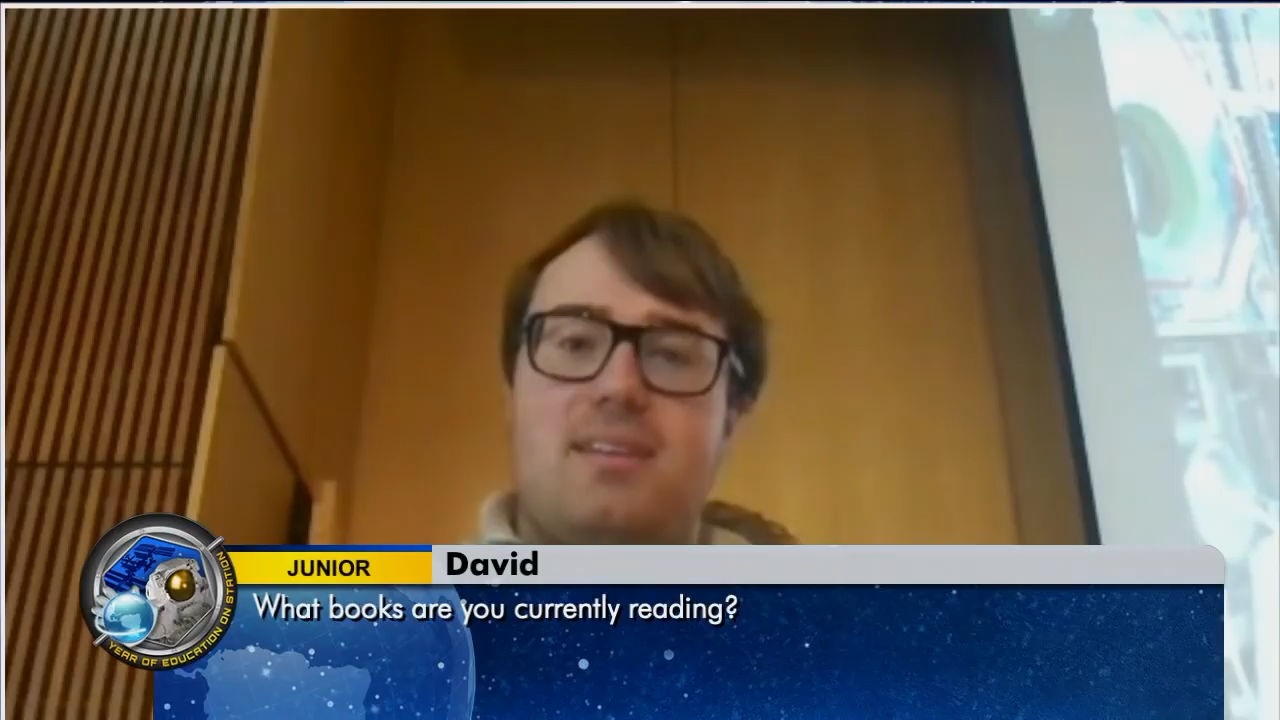 JUNIOR
David
What books are you currently reading?
YEAR OF EDUCATION ON STATION